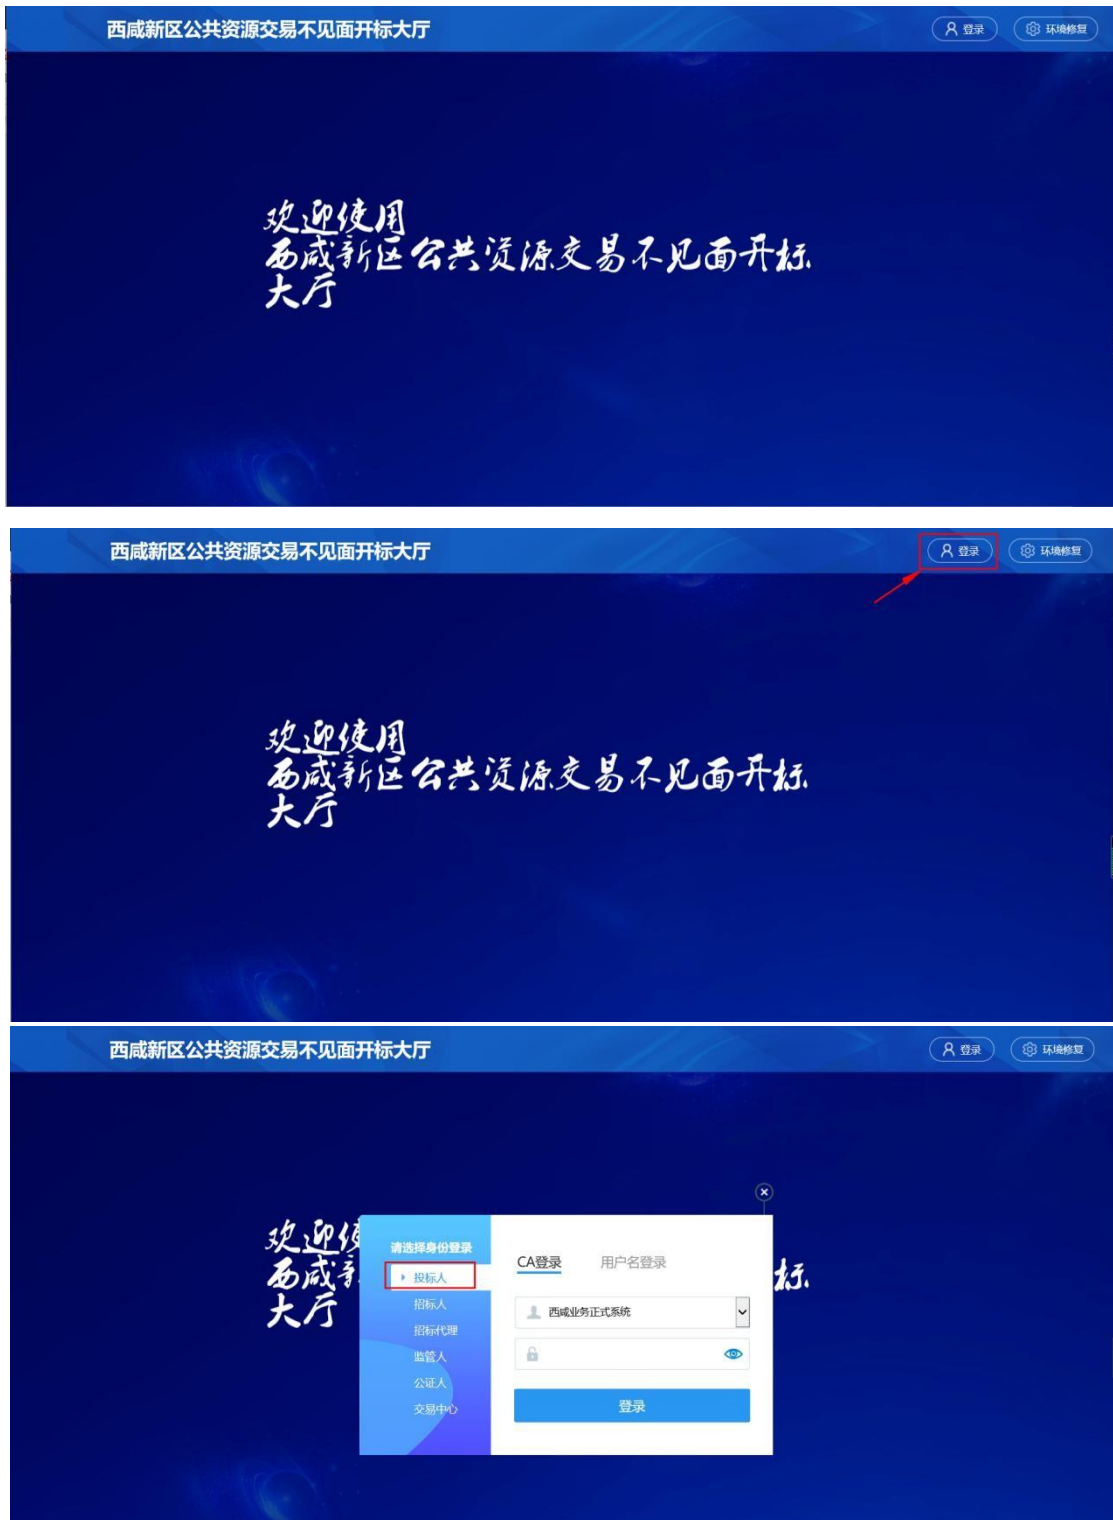 西咸新区公共资源交易不见面开标大厅
登录
环境修复
欢迎使用
西咸新区公共资源交易不见面开标
大厅
西咸新区公共资源交易不见面开标大厅
登录
环境修复
欢迎使用
西咸新区公共资源交易不见面开标
大厅
西咸新区公共资源交易不见面开标大厅
登录
环境修复
欢迎使
西咸新
标
大厅
请选择身份登录
投标人
招标人
招标代理
监管人
公证人
交易中心
CA登录
用户名登录
西咸业务正式系统
登录